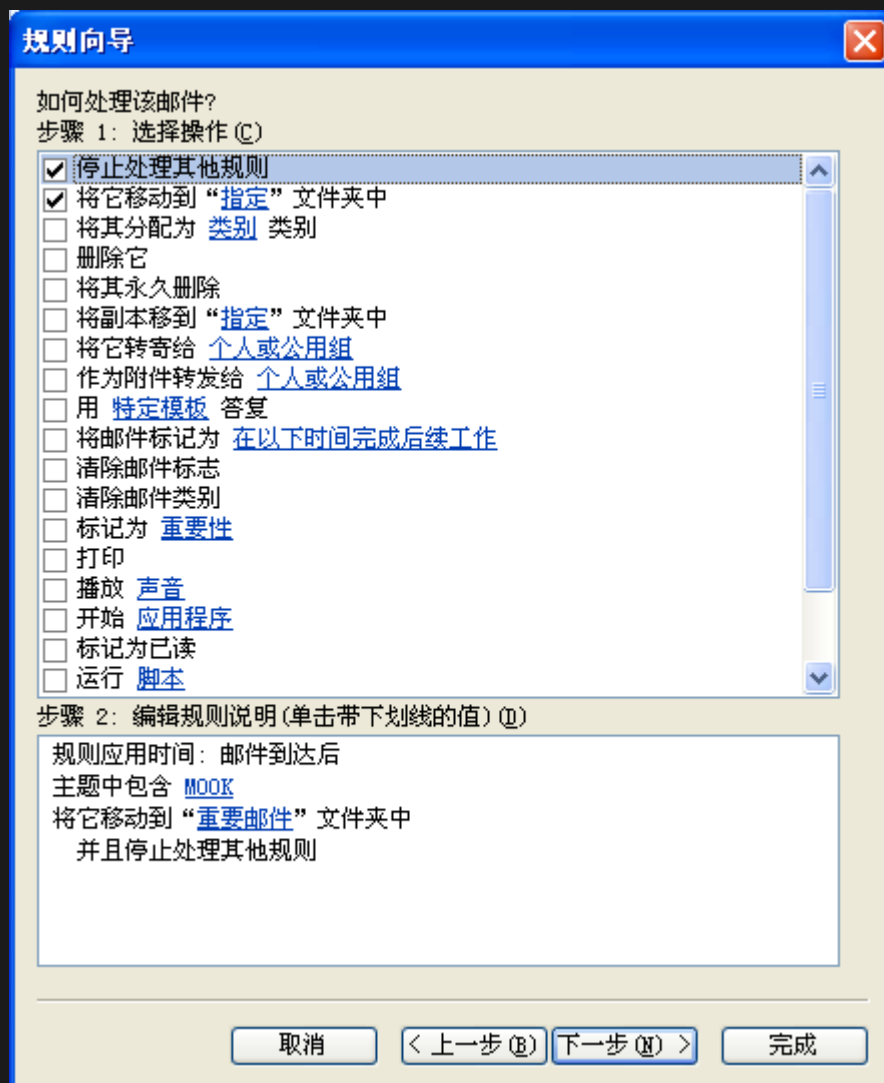 规则向导
如何处理该邮件?
步骤 1: 选择操作(C)
停止处理其他规则
将它移动到“指定”文件夹中
将其分配为 类别 类别
删除它
将其永久删除
将副本移到“指定”文件夹中
将它转寄给 个人或公用组
作为附件转发给 个人或公用组
用 特定模板 答复
将邮件标记为 在以下时间完成后续工作
清除邮件标志
清除邮件类别
标记为 重要性
打印
播放 声音
开始 应用程序
标记为已读
运行 脚本
步骤 2: 编辑规则说明(单击带下划线的值)(D)
规则应用时间: 邮件到达后
主题中包含 MOOK
将它移动到“重要邮件”文件夹中
并且停止处理其他规则
取消
< 上一步(B)
下一步(N) >
完成